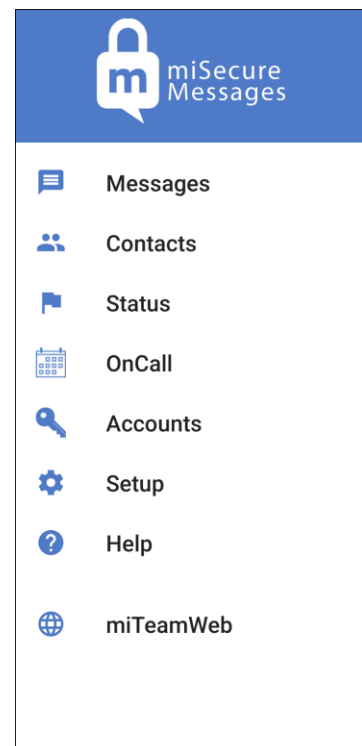 m
miSecure
Messages
Messages
Contacts
Status
OnCall
Accounts
Setup
?
Help
miTeamWeb